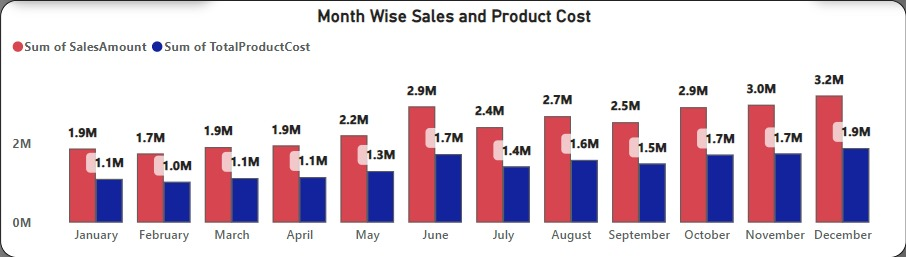 Month Wise Sales and Product Cost
Sum of SalesAmount Sum of TotalProductCost
3.2M
2.9M 2.9M 3.0M
2.7M
2.4M 2.5M
2.2M
1.9M 1.7M 1.9M 1.9M
2M
1.1M 1.0M 1.1M 1.1M 1.3M 1.7M 1.4M 1.6M 1.5M 1.7M 1.7M 1.9M
0M
January February March April May June July August September October November December